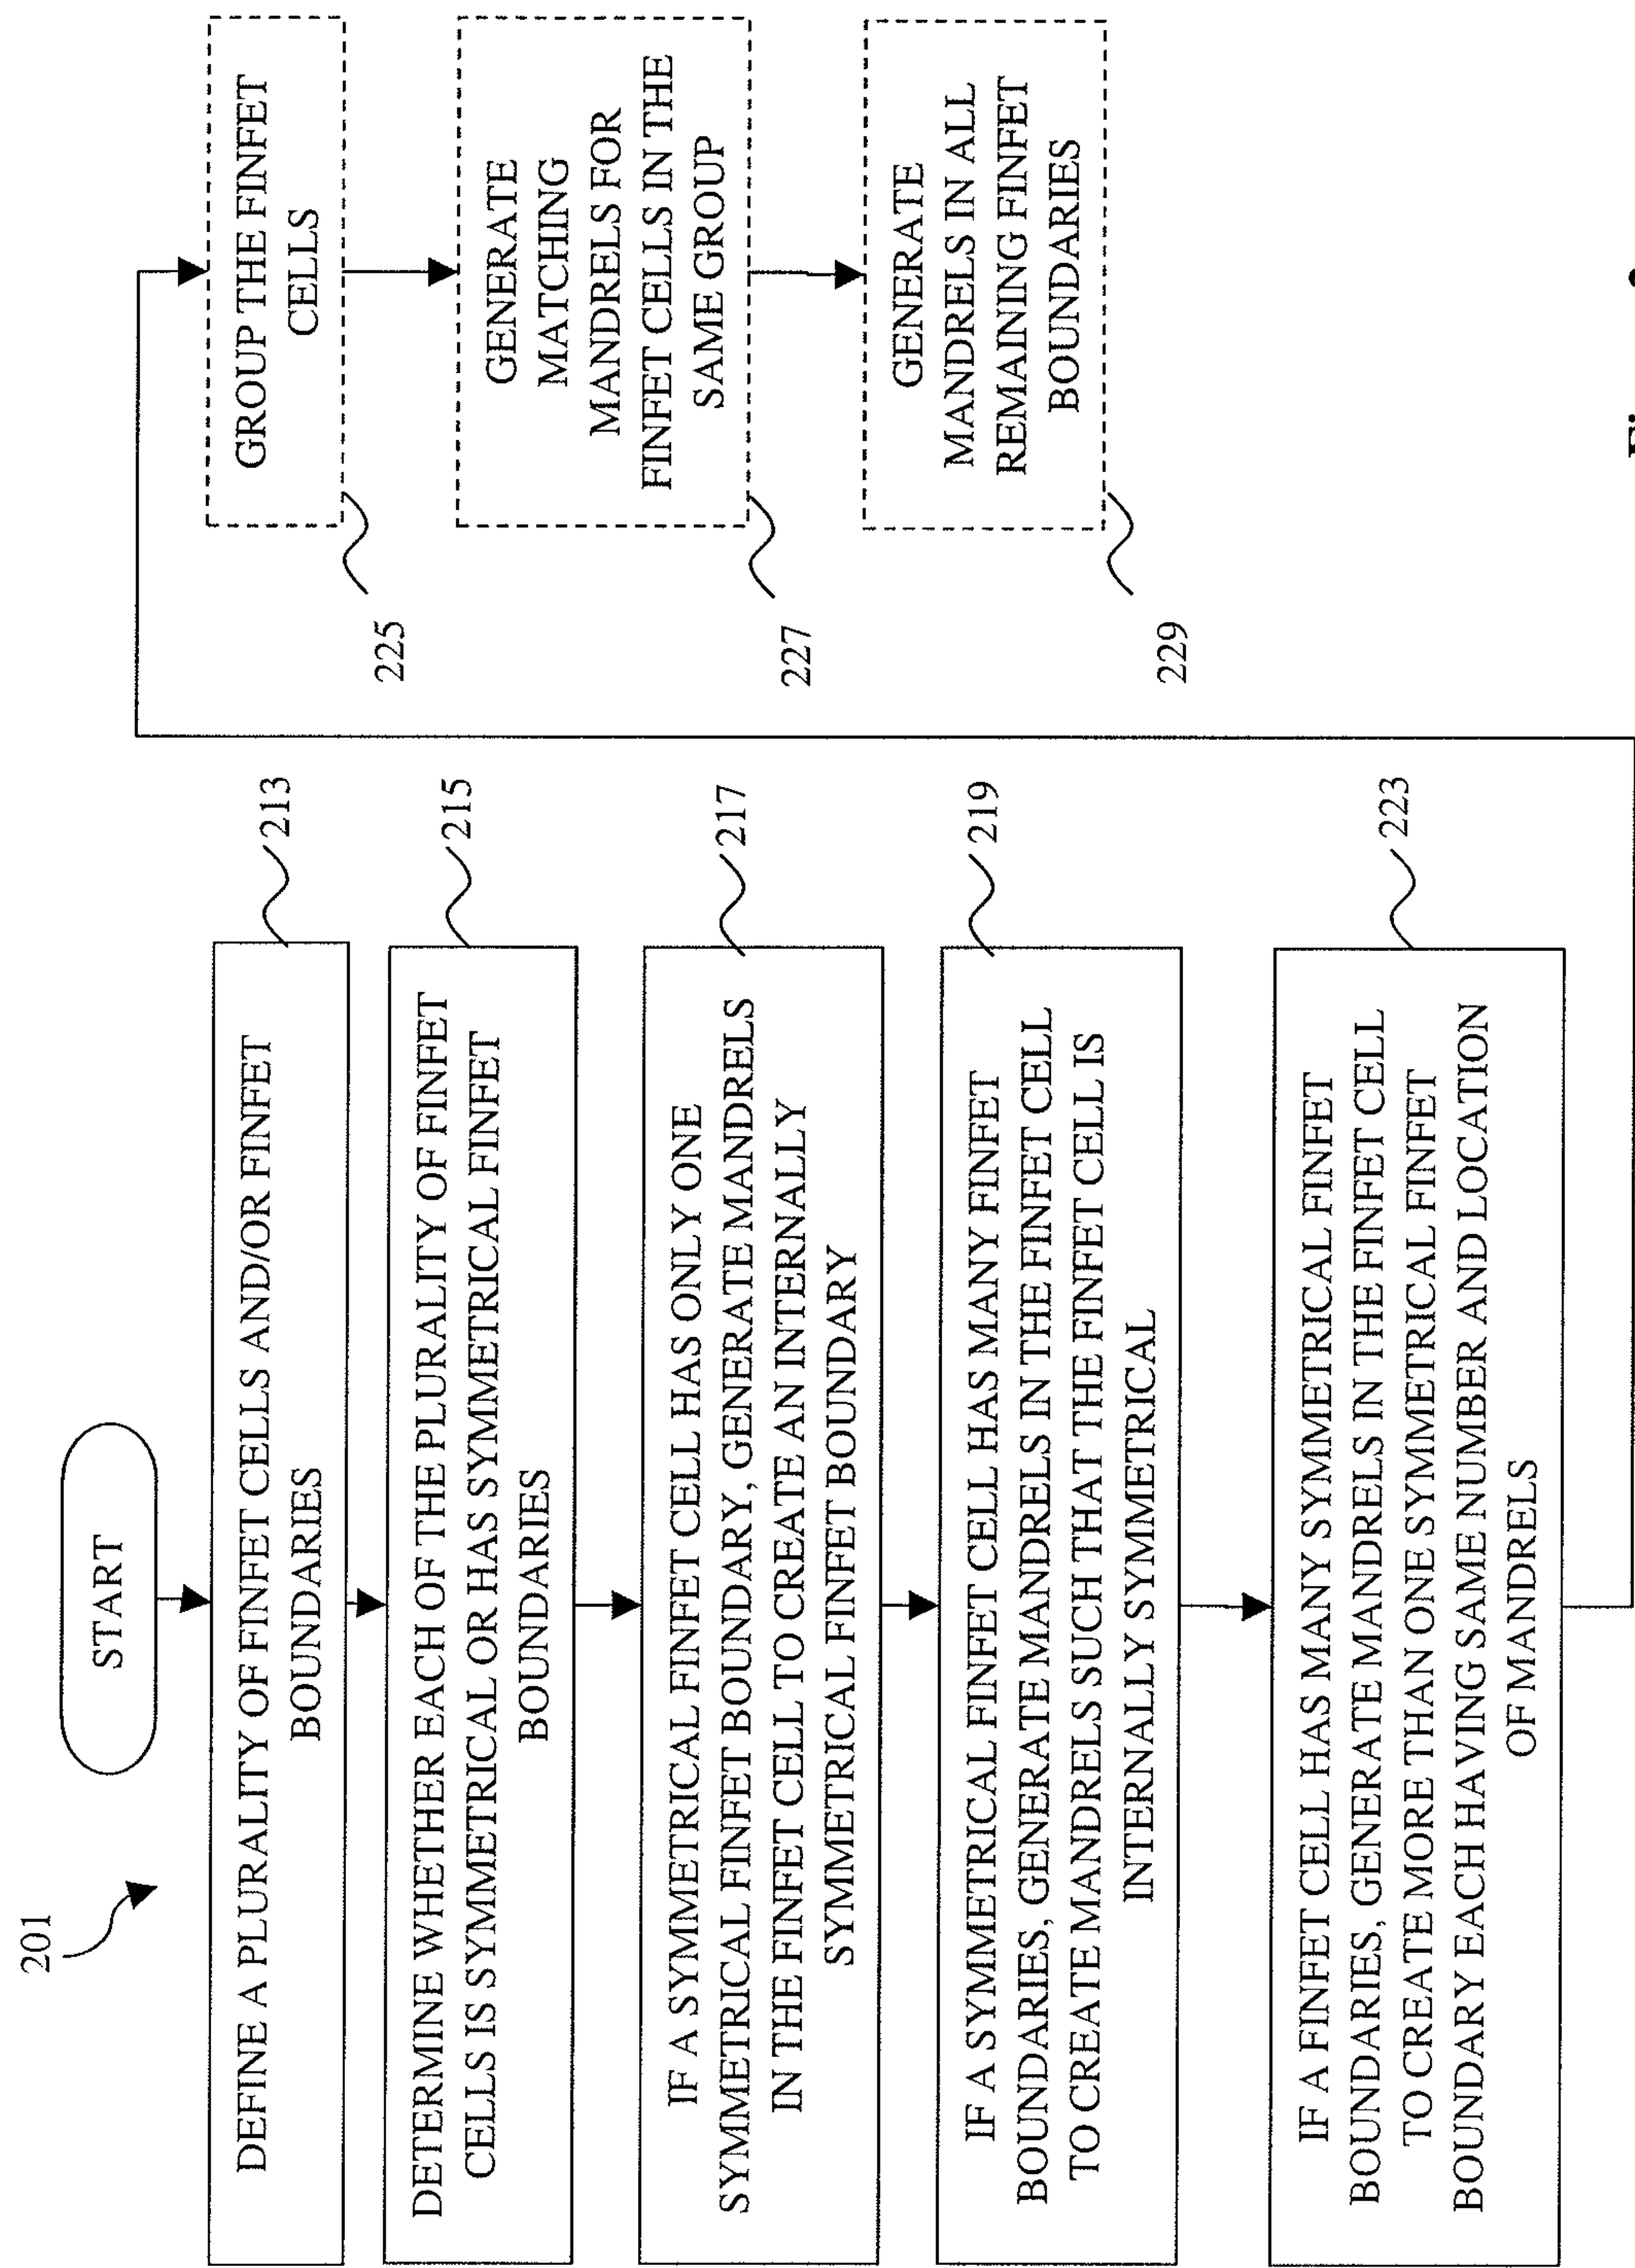 201
START
DEFINE A PLURALITY OF FINFET CELLS AND/OR FINFET
BOUNDARIES
213
DETERMINE WHETHER EACH OF THE PLURALITY OF FINFET
CELLS IS SYMMETRICAL OR HAS SYMMETRICAL FINFET
BOUNDARIES
215
IF A SYMMETRICAL FINFET CELL HAS ONLY ONE
SYMMETRICAL FINFET BOUNDARY, GENERATE MANDRELS
IN THE FINFET CELL TO CREATE AN INTERNALLY
SYMMETRICAL FINFET BOUNDARY
217
IF A SYMMETRICAL FINFET CELL HAS MANY FINFET
BOUNDARIES, GENERATE MANDRELS IN THE FINFET CELL
TO CREATE MANDRELS SUCH THAT THE FINFET CELL IS
INTERNALLY SYMMETRICAL
219
IF A FINFET CELL HAS MANY SYMMETRICAL FINFET
BOUNDARIES, GENERATE MANDRELS IN THE FINFET CELL
TO CREATE MORE THAN ONE SYMMETRICAL FINFET
BOUNDARY EACH HAVING SAME NUMBER AND LOCATION
OF MANDRELS
223
GROUP THE FINFET
CELLS
225
GENERATE
MATCHING
MANDRELS FOR
FINFET CELLS IN THE
SAME GROUP
227
GENERATE
MANDRELS IN ALL
REMAINING FINFET
BOUNDARIES
229